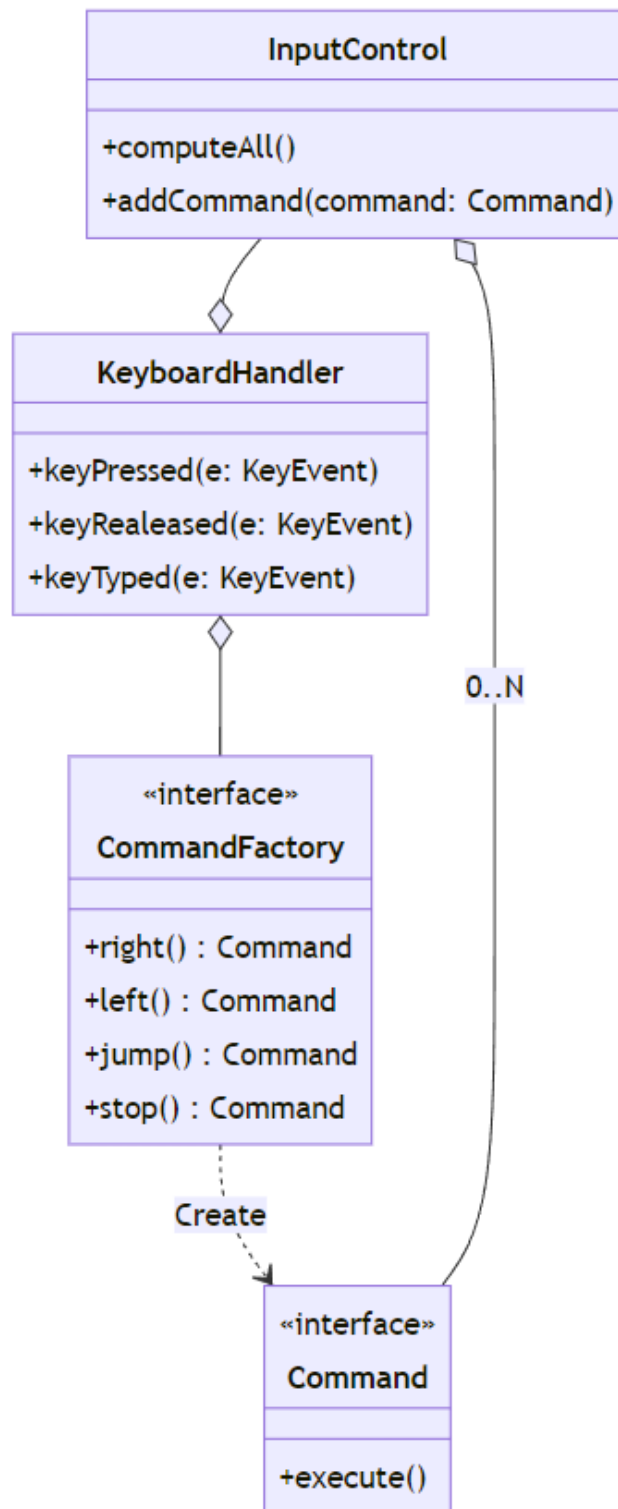 InputControl
+computeAll()
+addCommand(command: Command)
KeyboardHandler
+keyPressed(e: KeyEvent)
+keyRealeased(e: KeyEvent)
+keyTyped(e: KeyEvent)
0..N
«interface»
CommandFactory
+right() : Command
+left() : Command
+jump() : Command
+stop() : Command
Create
«interface»
Command
+execute()